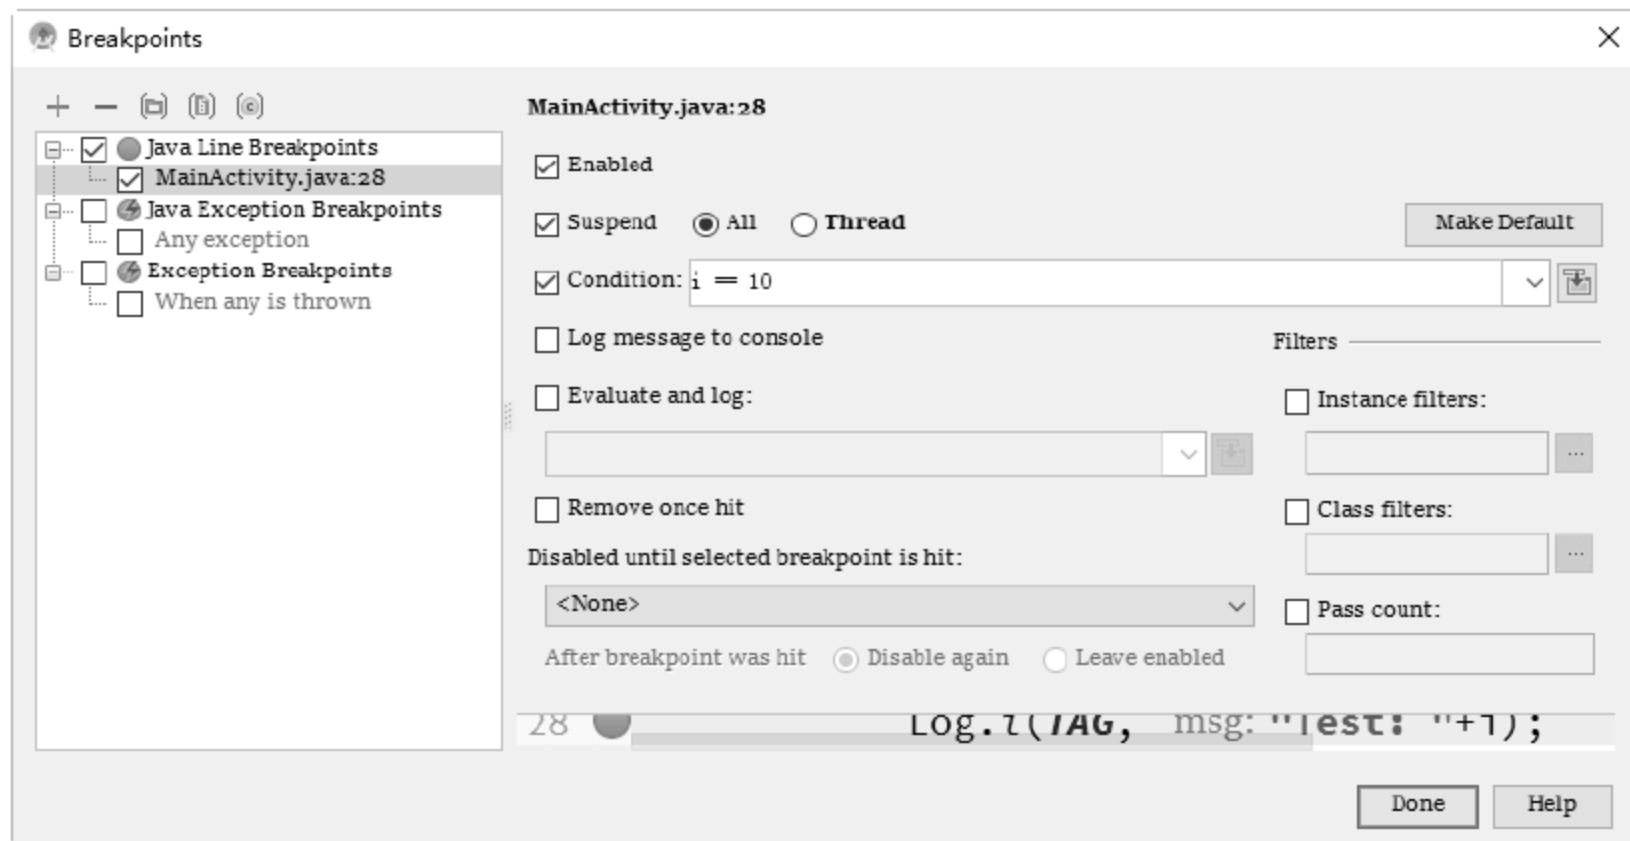 Breakpoints
MainActivity.java:28
Java Line Breakpoints
MainActivity.java:28
Java Exception Breakpoints
Any exception
Exception Breakpoints
When any is thrown
Enabled
Suspend All Thread Make Default
Condition: i == 10
Log message to console
Filters
Evaluate and log:
Instance filters:
...
Remove once hit
Class filters:
...
Disabled until selected breakpoint is hit:
<None>
Pass count:
After breakpoint was hit Disable again Leave enabled
28 Log.i(TAG, msg: "Test: "+i);
Done Help